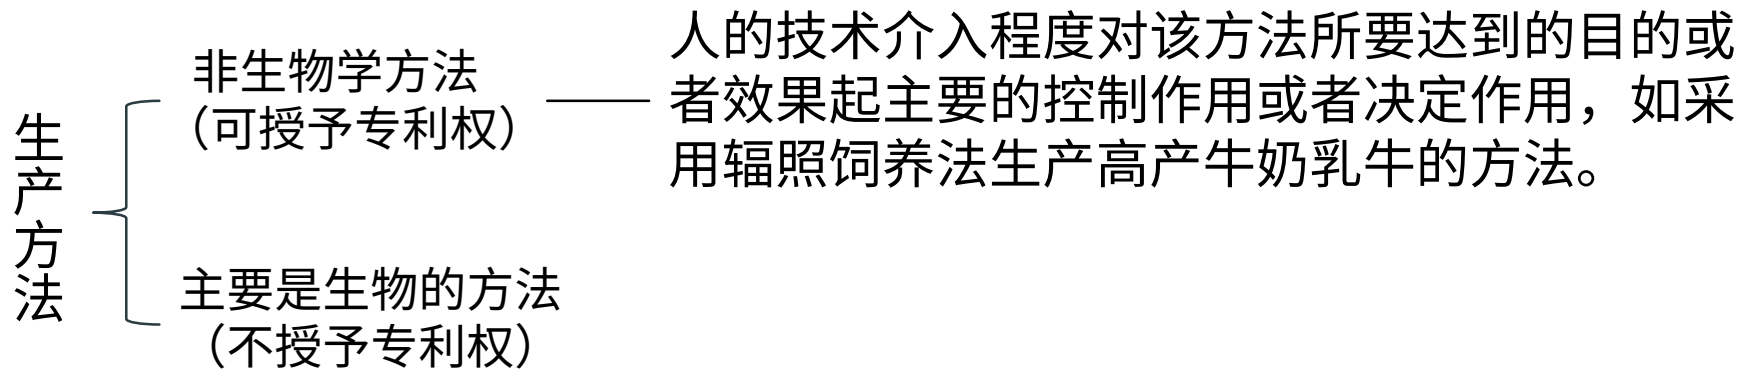 生产方法
非生物学方法
（可授予专利权）
人的技术介入程度对该方法所要达到的目的或
者效果起主要的控制作用或者决定作用，如采
用辐照饲养法生产高产牛奶乳牛的方法。
主要是生物的方法
（不授予专利权）